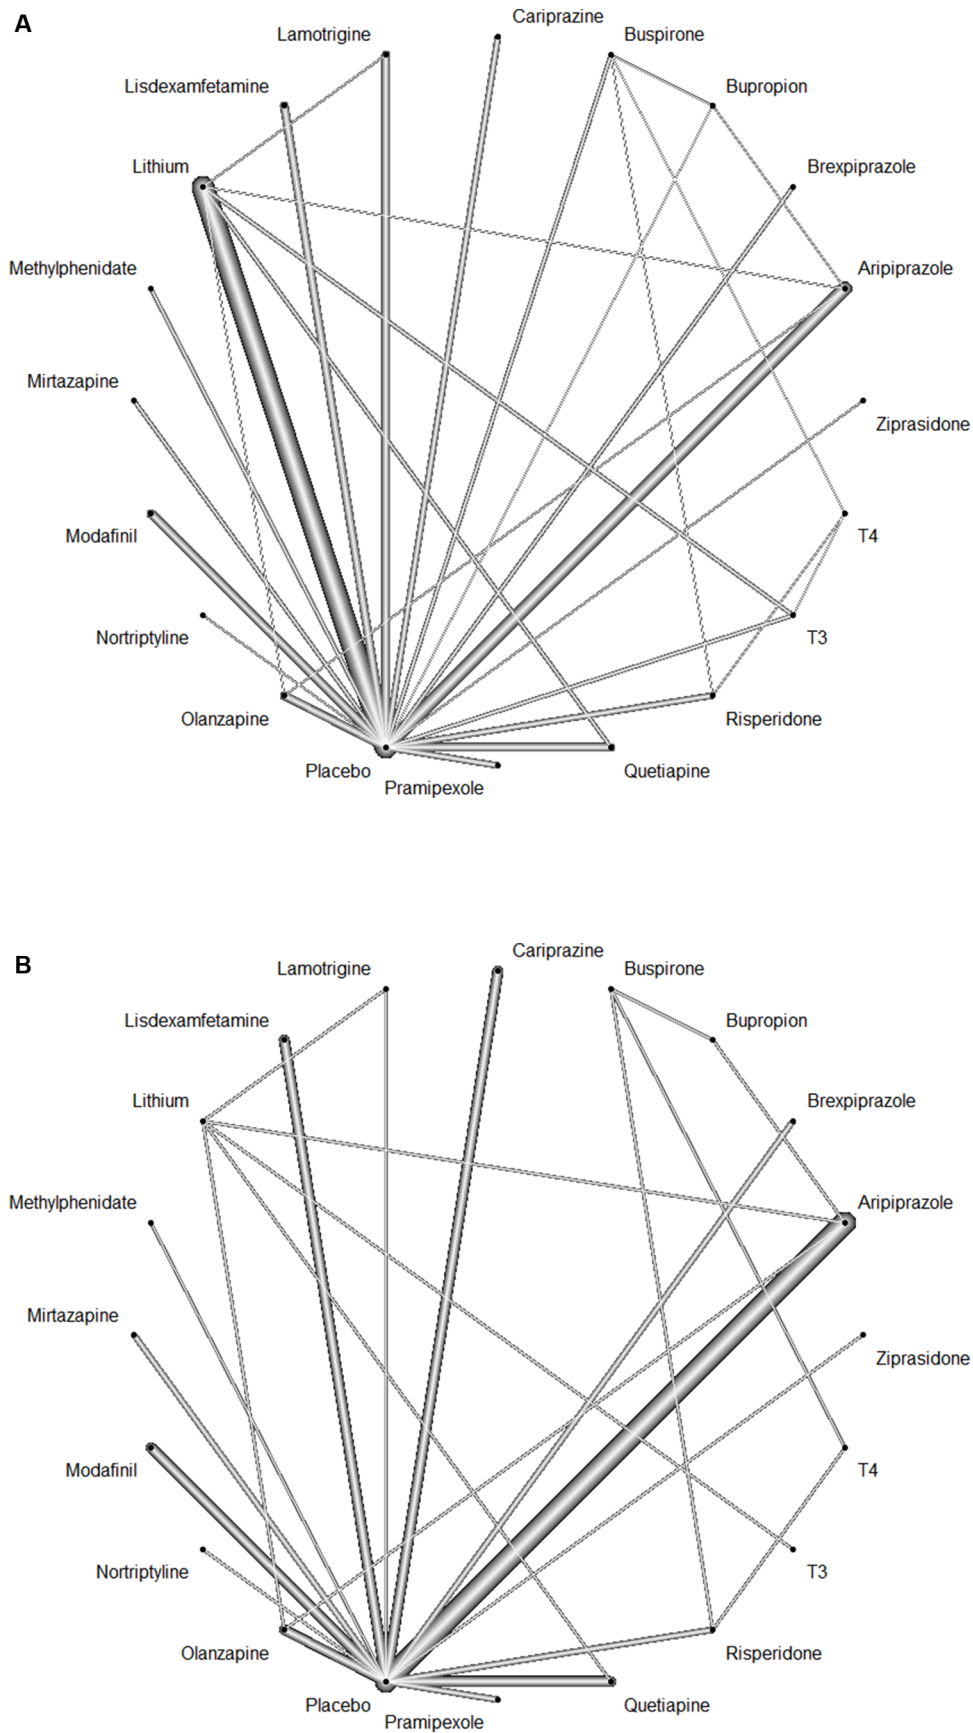 A
Cariprazine
Lamotrigine
Buspirone
Lisdexamfetamine
Bupropion
Lithium
Brexpiprazole
Methylphenidate
Aripiprazole
Mirtazapine
Ziprasidone
Modafinil
T4
Nortriptyline
T3
Olanzapine
Risperidone
Placebo
Quetiapine
Pramipexole
B
Cariprazine
Lamotrigine
Buspirone
Lisdexamfetamine
Bupropion
Lithium
Brexpiprazole
Methylphenidate
Aripiprazole
Mirtazapine
Ziprasidone
Modafinil
T4
Nortriptyline
T3
Olanzapine
Risperidone
Placebo
Quetiapine
Pramipexole